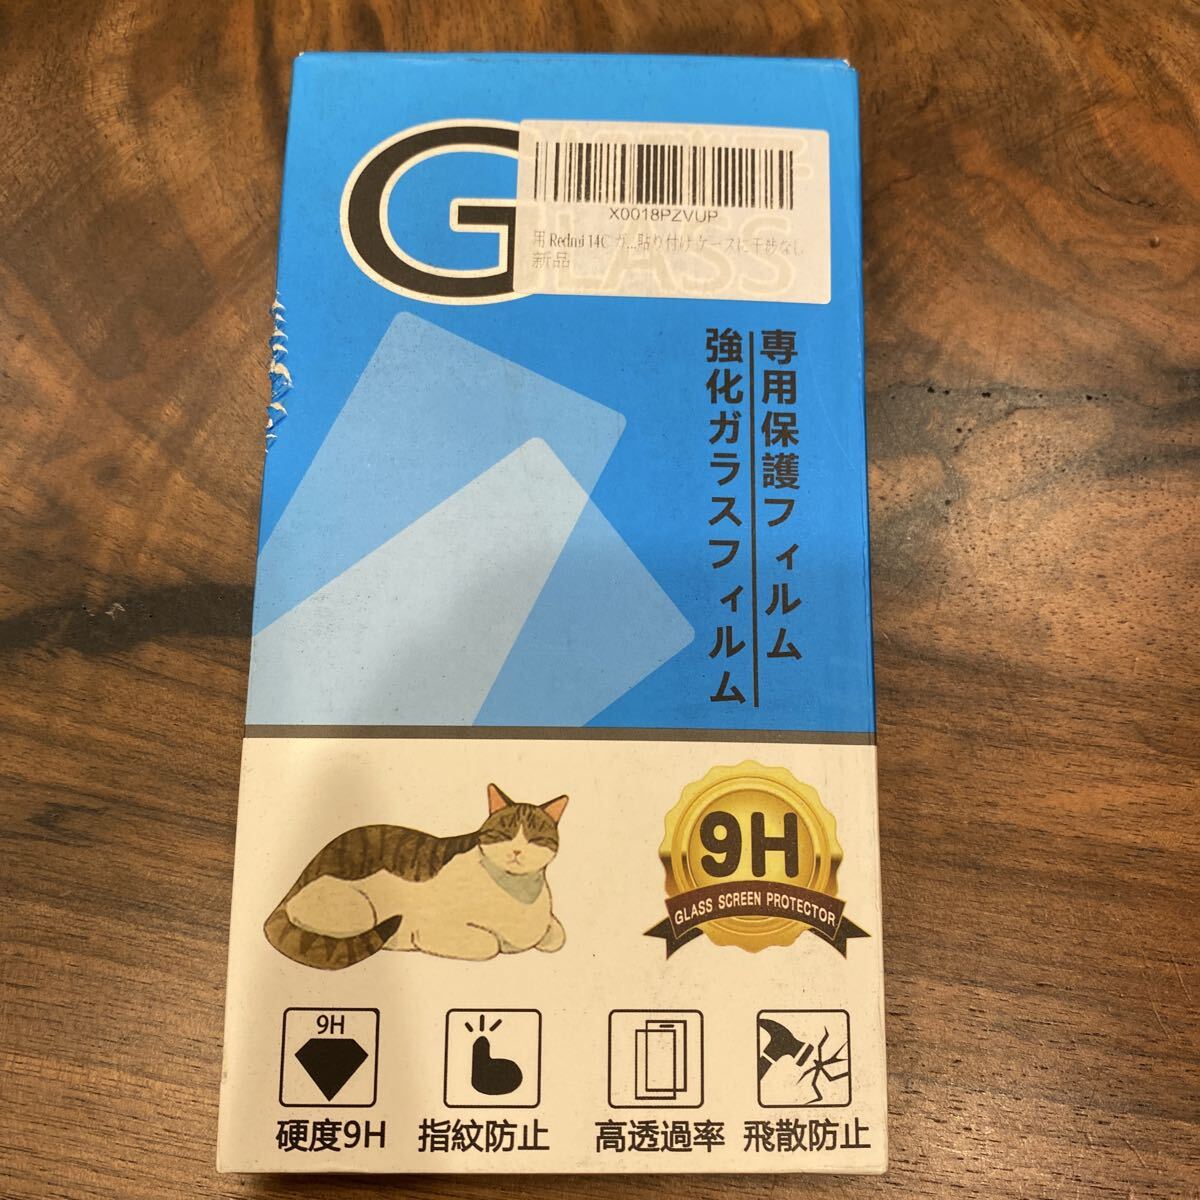 G
LASS
X0018PZVUP
用 Redmi 14C ガ...貼り付け ケースに干渉なし
新品
専用保護フィルム
強化ガラスフィルム
9H
GLASS SCREEN PROTECTOR
9H
硬度9H
指紋防止
高透過率
飛散防止